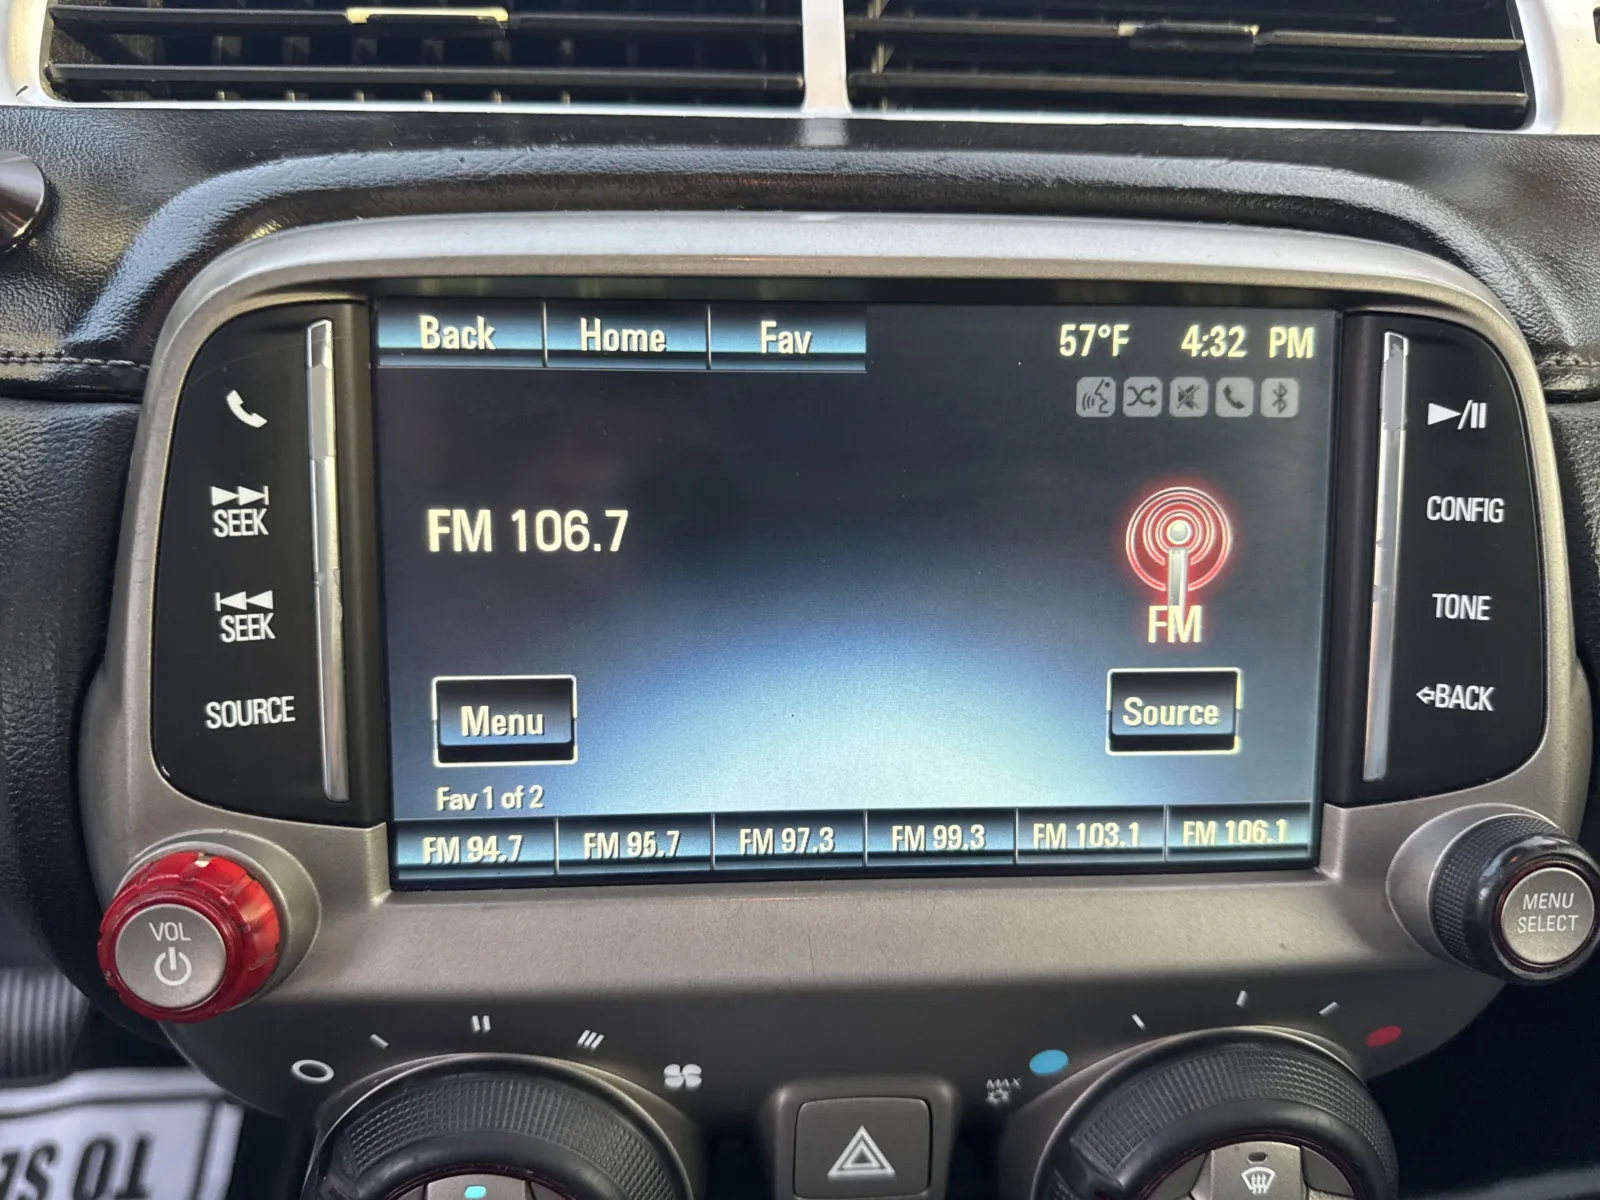 Back Home Fav 57°F 4:32 PM
SEEK
SEEK
SOURCE
VOL
FM 106.7
FM
Menu
Source
Fav 1 of 2
FM 94.7 FM 95.7 FM 97.3 FM 99.3 FM 103.1 FM 106.1
CONFIG
TONE
BACK
MENU
SELECT
MAX